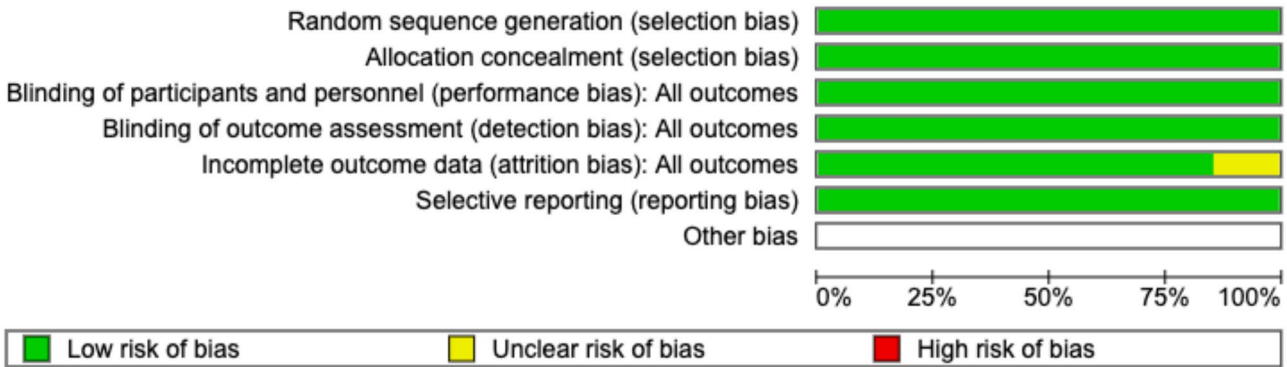 Random sequence generation (selection bias)
Allocation concealment (selection bias)
Blinding of participants and personnel (performance bias): All outcomes
Blinding of outcome assessment (detection bias): All outcomes
Incomplete outcome data (attrition bias): All outcomes
Selective reporting (reporting bias)
Other bias
0% 25% 50% 75% 100%
Low risk of bias Unclear risk of bias High risk of bias